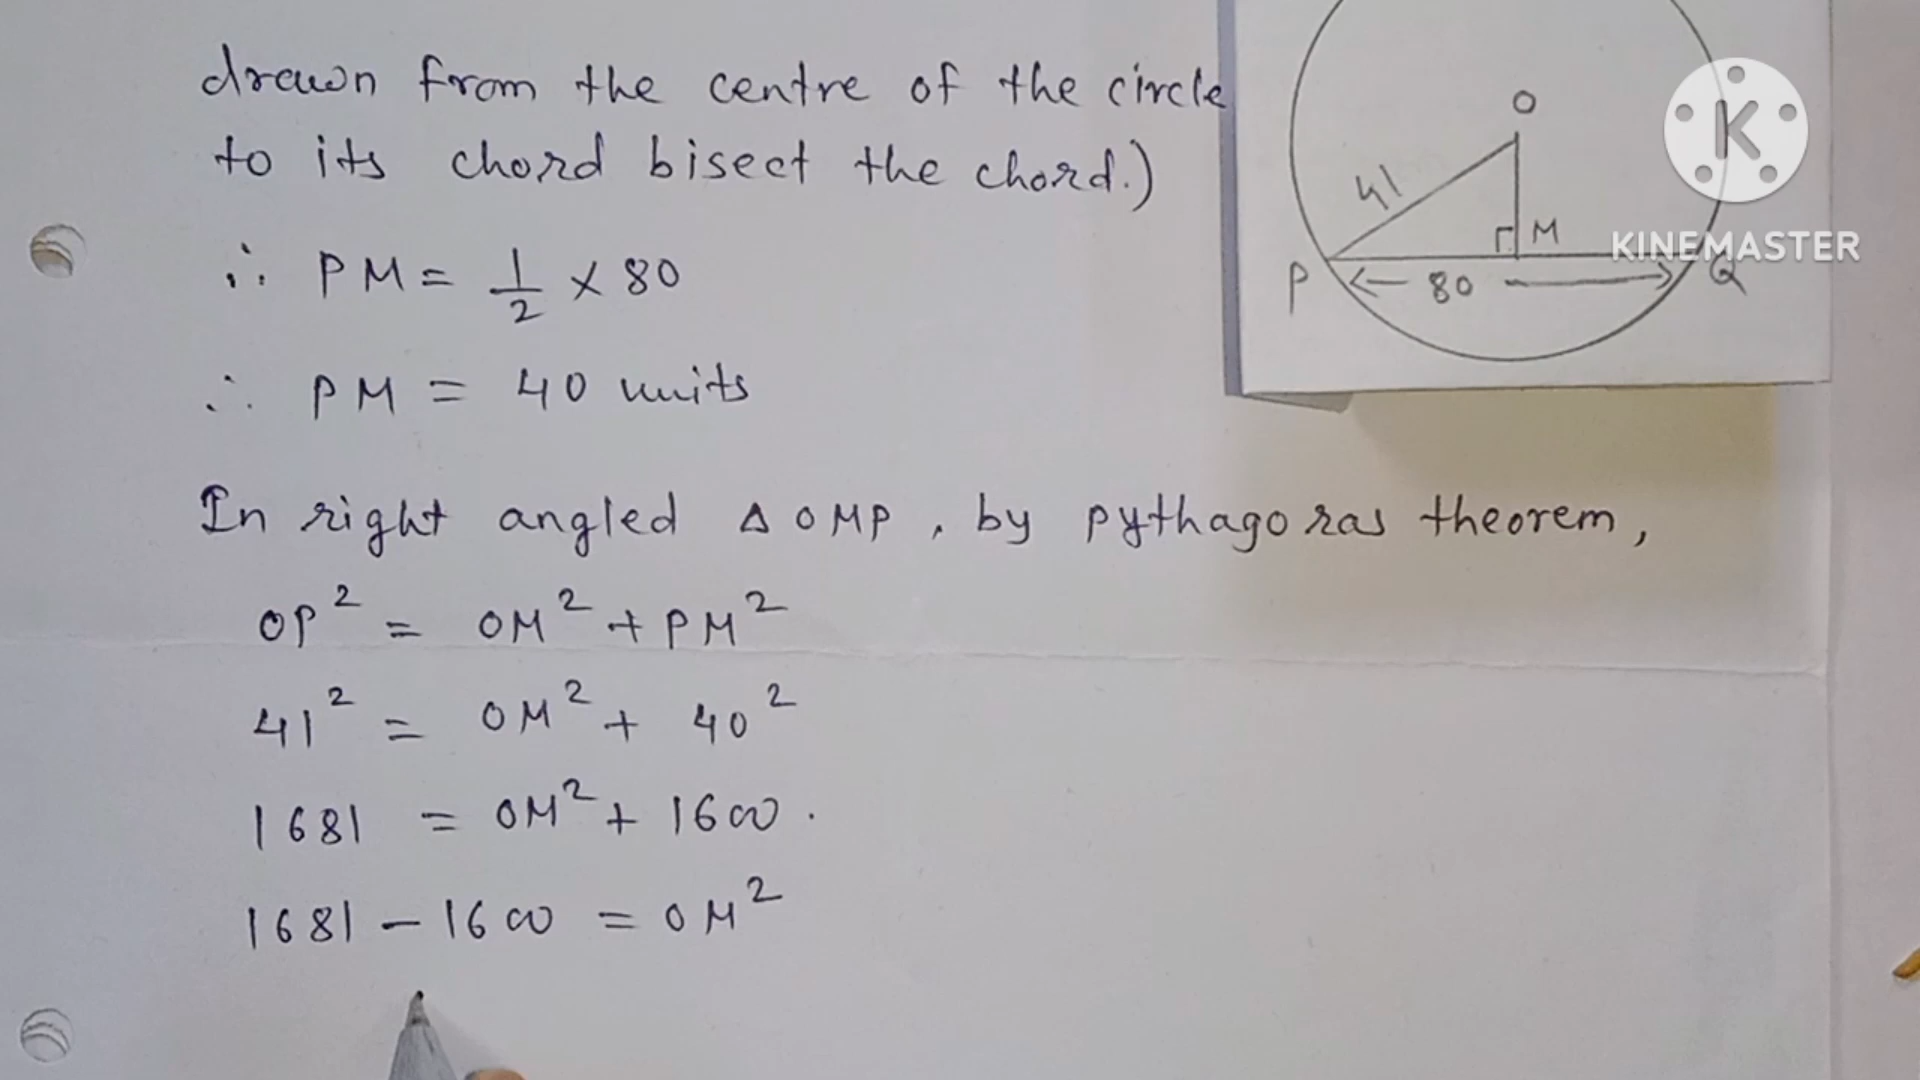 drawn from the centre of the circle
to its chord bisect the chord.)
∴ PM = 1/2 × 80
∴ PM = 40 units
In right angled Δ OMP, by pythagoras theorem,
OP² = OM² + PM²
41² = OM² + 40²
1681 = OM² + 1600.
1681 - 1600 = OM²
O
41
M
P
80
Q
K
KINEMASTER